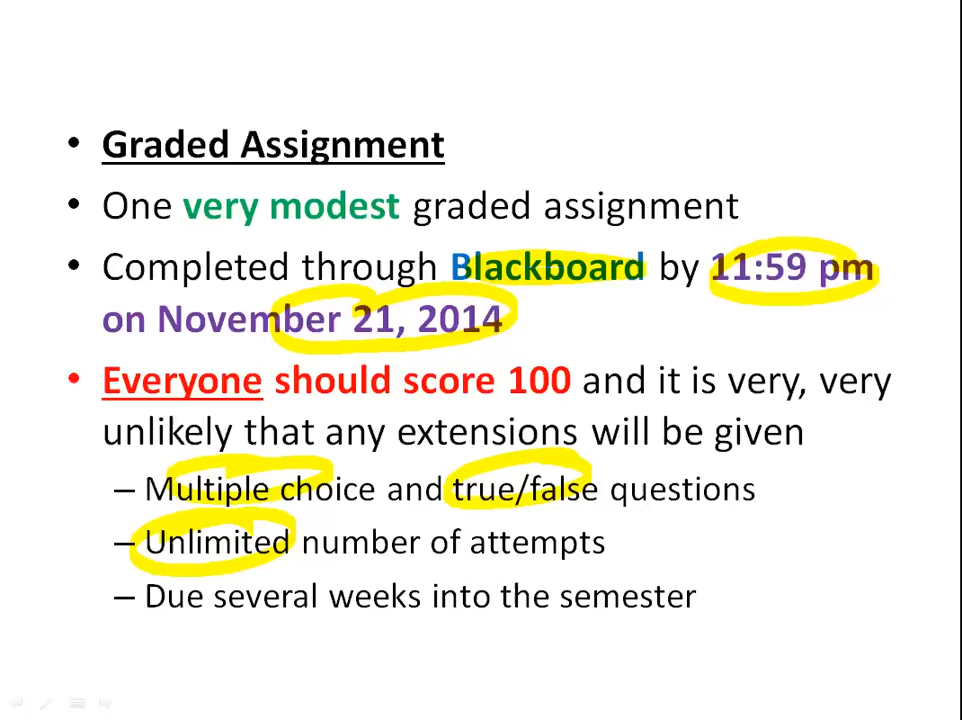 • Graded Assignment
• One very modest graded assignment
• Completed through Blackboard by 11:59 pm
on November 21, 2014
• Everyone should score 100 and it is very, very
unlikely that any extensions will be given
– Multiple choice and true/false questions
– Unlimited number of attempts
– Due several weeks into the semester